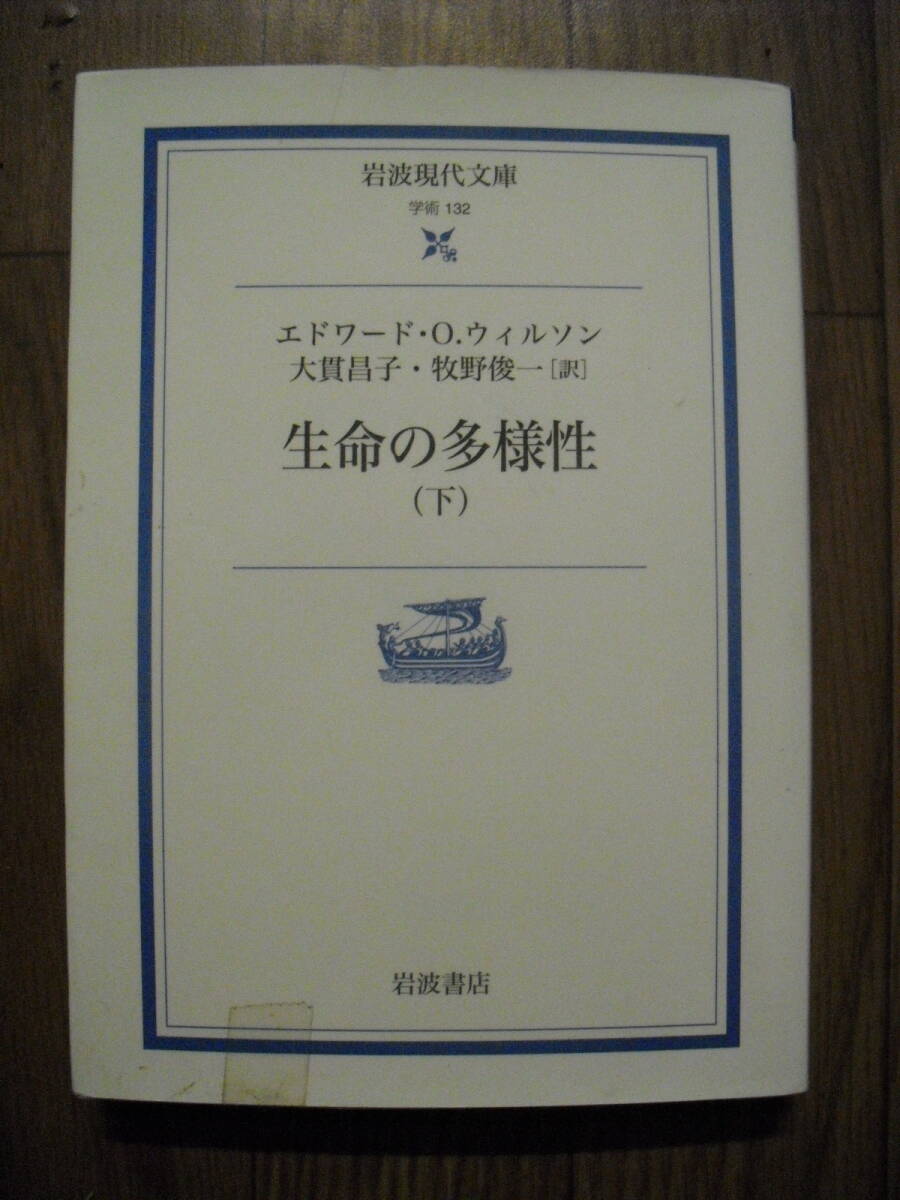 岩波現代文庫
学術 132
エドワード・O.ウィルソン
大貫昌子・牧野俊一[訳]
生命の多様性
(下)
岩波書店